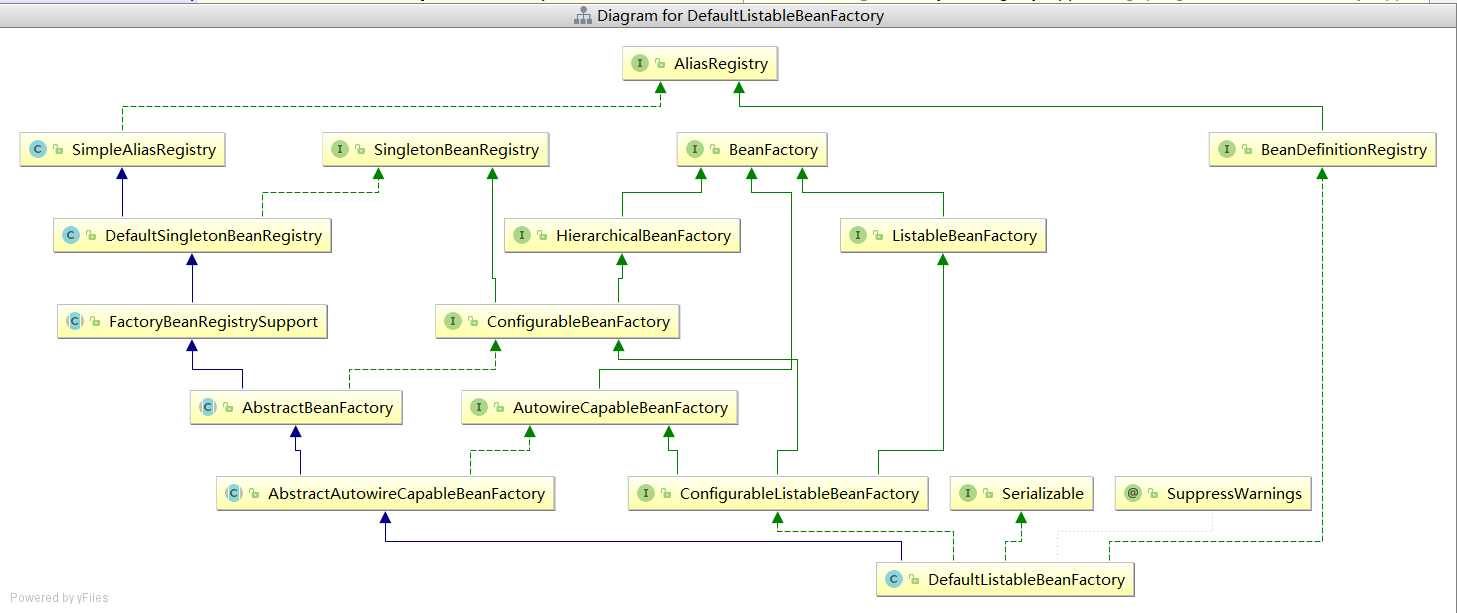 Diagram for DefaultListableBeanFactory
I AliasRegistry
C SimpleAliasRegistry
I SingletonBeanRegistry
I BeanFactory
I BeanDefinitionRegistry
C DefaultSingletonBeanRegistry
I HierarchicalBeanFactory
I ListableBeanFactory
C FactoryBeanRegistrySupport
I ConfigurableBeanFactory
C AbstractBeanFactory
I AutowireCapableBeanFactory
C AbstractAutowireCapableBeanFactory
I ConfigurableListableBeanFactory
I Serializable
@ SuppressWarnings
C DefaultListableBeanFactory
Powered by yFiles